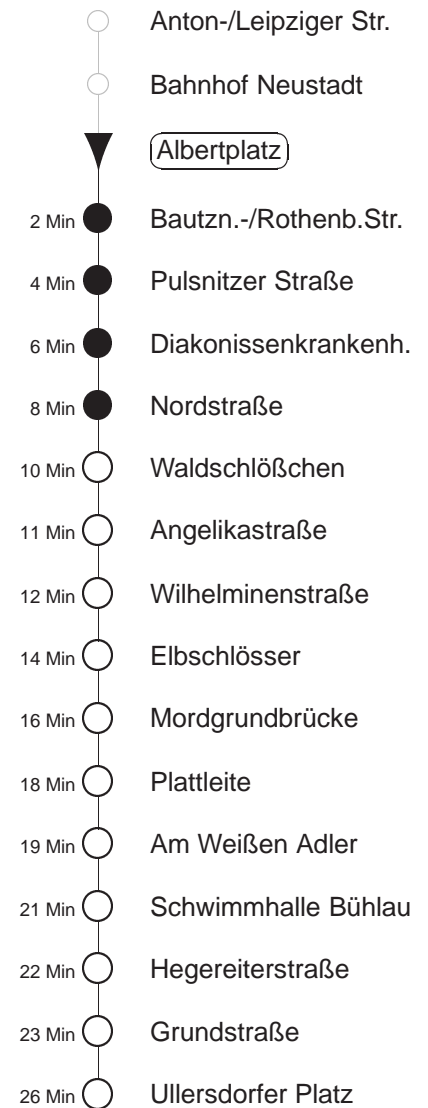 Anton-/Leipziger Str.
Bahnhof Neustadt
Albertplatz
2 Min Bautzn.-/Rothenb.Str.
4 Min Pulsnitzer Straße
6 Min Diakonissenkrankenh.
8 Min Nordstraße
10 Min Waldschlößchen
11 Min Angelikastraße
12 Min Wilhelminenstraße
14 Min Elbschlösser
16 Min Mordgrundbrücke
18 Min Plattleite
19 Min Am Weißen Adler
21 Min Schwimmhalle Bühlau
22 Min Hegereiterstraße
23 Min Grundstraße
26 Min Ullersdorfer Platz